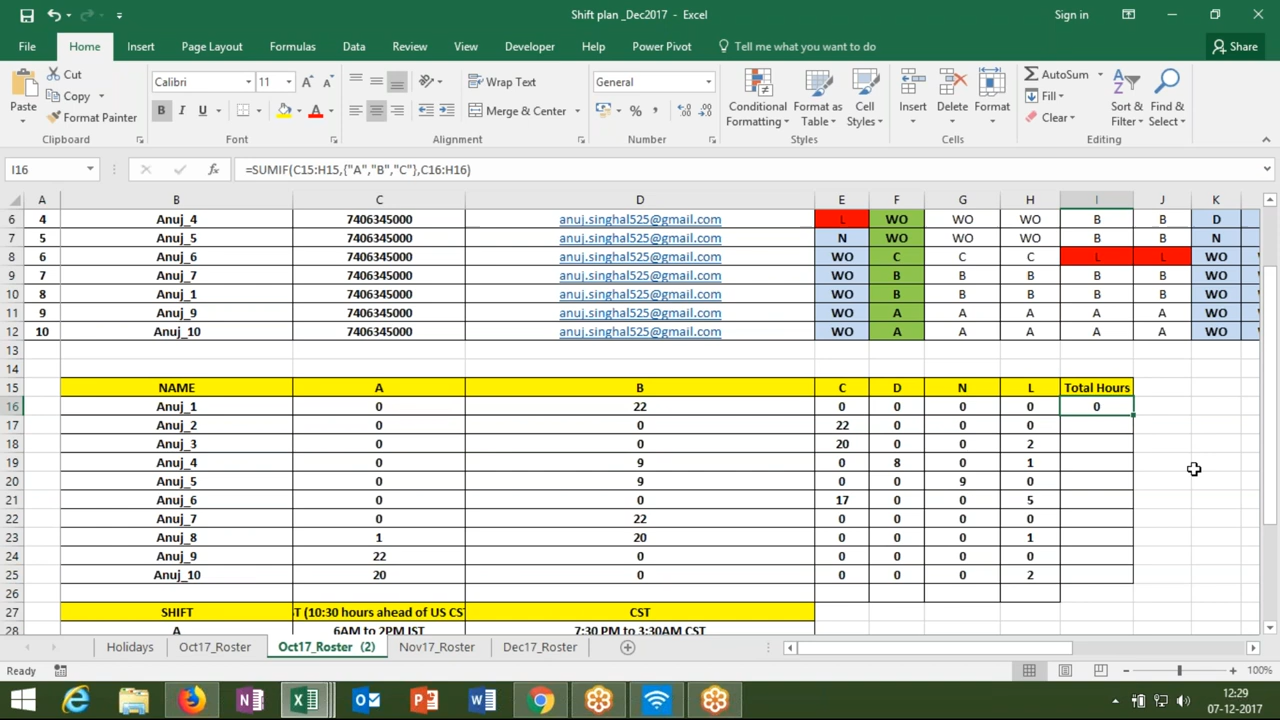 Shift plan _Dec2017 - Excel
Sign in
File Home Insert Page Layout Formulas Data Review View Developer Help Power Pivot Tell me what you want to do Share
Paste
Cut
Copy
Format Painter
Clipboard
Calibri 11
B I U
Font
Wrap Text
Merge & Center
Alignment
General
Number
Conditional Formatting
Format as Table
Cell Styles
Styles
Insert Delete Format
Cells
AutoSum
Fill
Clear
Sort & Filter
Find & Select
Editing
I16 fx =SUMIF(C15:H15,{"A","B","C"},C16:H16)
A B C D E F G H I J K
6 4 Anuj_4 7406345000 anuj.singhal525@gmail.com L WO WO WO B B D
7 5 Anuj_5 7406345000 anuj.singhal525@gmail.com N WO WO WO B B N
8 6 Anuj_6 7406345000 anuj.singhal525@gmail.com WO C C C L L WO
9 7 Anuj_7 7406345000 anuj.singhal525@gmail.com WO B B B B B WO
10 8 Anuj_1 7406345000 anuj.singhal525@gmail.com WO B B B B B WO
11 9 Anuj_9 7406345000 anuj.singhal525@gmail.com WO A A A A A WO
12 10 Anuj_10 7406345000 anuj.singhal525@gmail.com WO A A A A A WO
13
14
15 NAME A B C D N L Total Hours
16 Anuj_1 0 22 0 0 0 0 0
17 Anuj_2 0 0 22 0 0 0
18 Anuj_3 0 0 20 0 0 2
19 Anuj_4 0 9 0 8 0 1
20 Anuj_5 0 9 0 0 9 0
21 Anuj_6 0 0 17 0 0 5
22 Anuj_7 0 22 0 0 0 0
23 Anuj_8 1 20 0 0 0 1
24 Anuj_9 22 0 0 0 0 0
25 Anuj_10 20 0 0 0 0 2
26
27 SHIFT T (10:30 hours ahead of US CS CST
28 A 6AM to 2PM IST 7:30 PM to 3:30AM CST
Holidays Oct17_Roster Oct17_Roster (2) Nov17_Roster Dec17_Roster
Ready 100%
12:29
07-12-2017